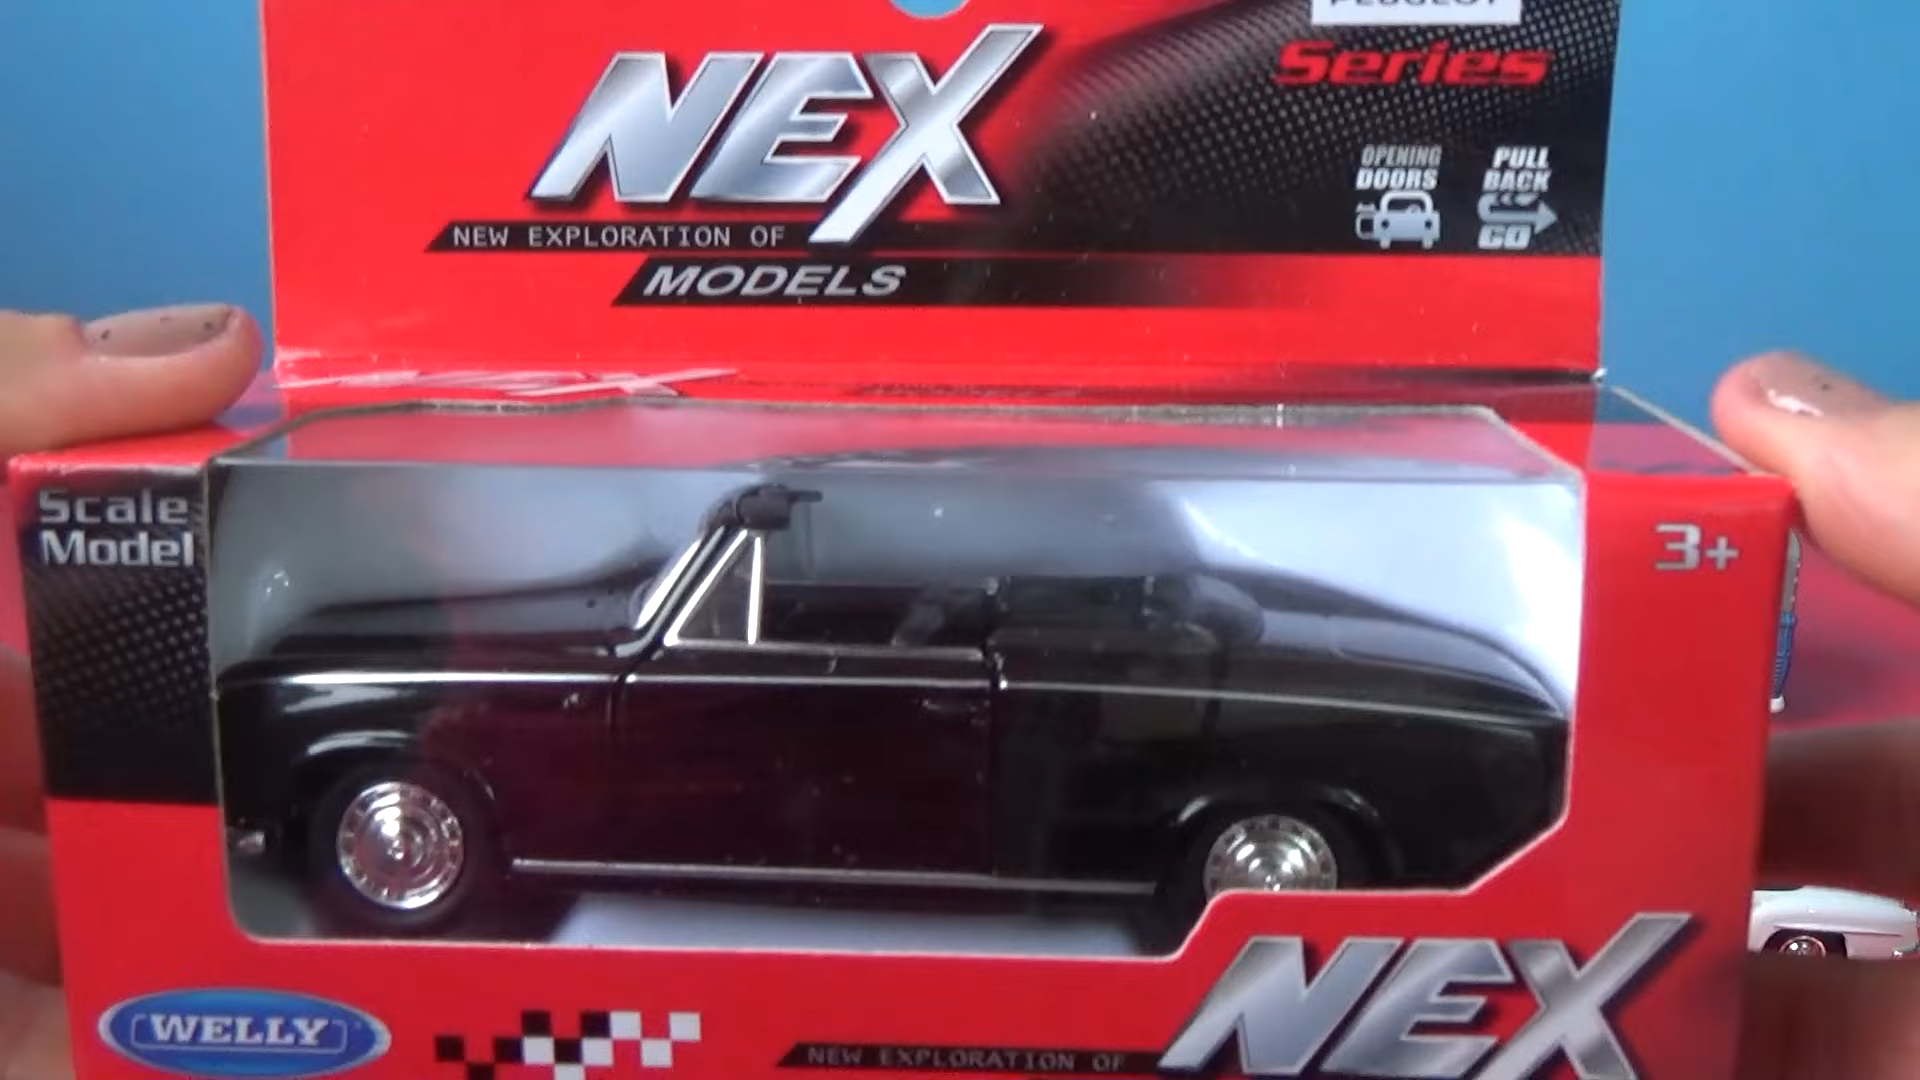 PEUGEOT
NEX
Series
OPENING
DOORS
PULL
BACK
GO
NEW EXPLORATION OF
MODELS
Scale
Model
3+
WELLY
NEX
NEW EXPLORATION OF